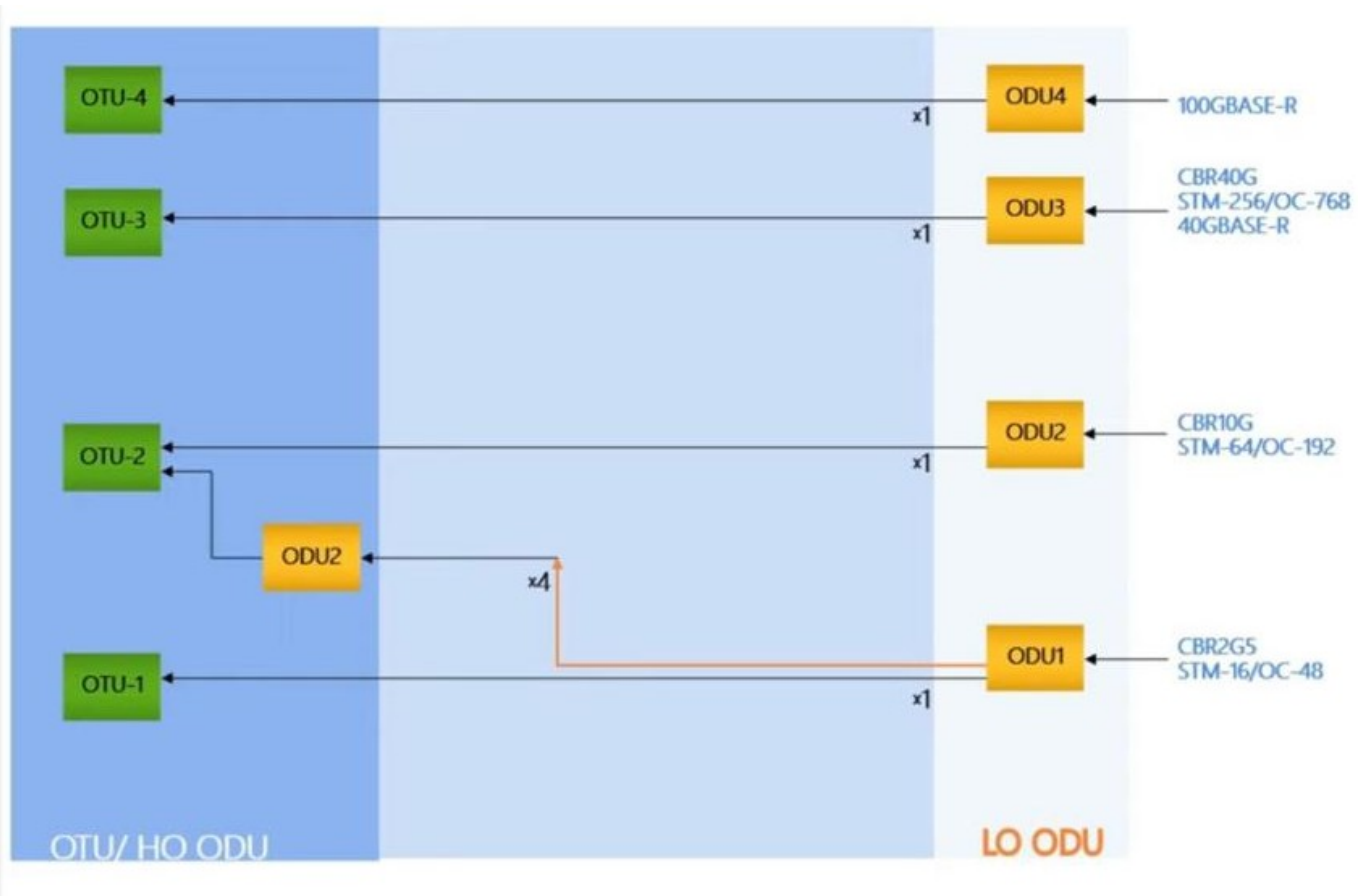 OTU-4
x1
ODU4
100GBASE-R
OTU-3
x1
ODU3
CBR40G
STM-256/OC-768
40GBASE-R
OTU-2
x1
ODU2
CBR10G
STM-64/OC-192
ODU2
x4
OTU-1
x1
ODU1
CBR2G5
STM-16/OC-48
OTU/ HO ODU
LO ODU